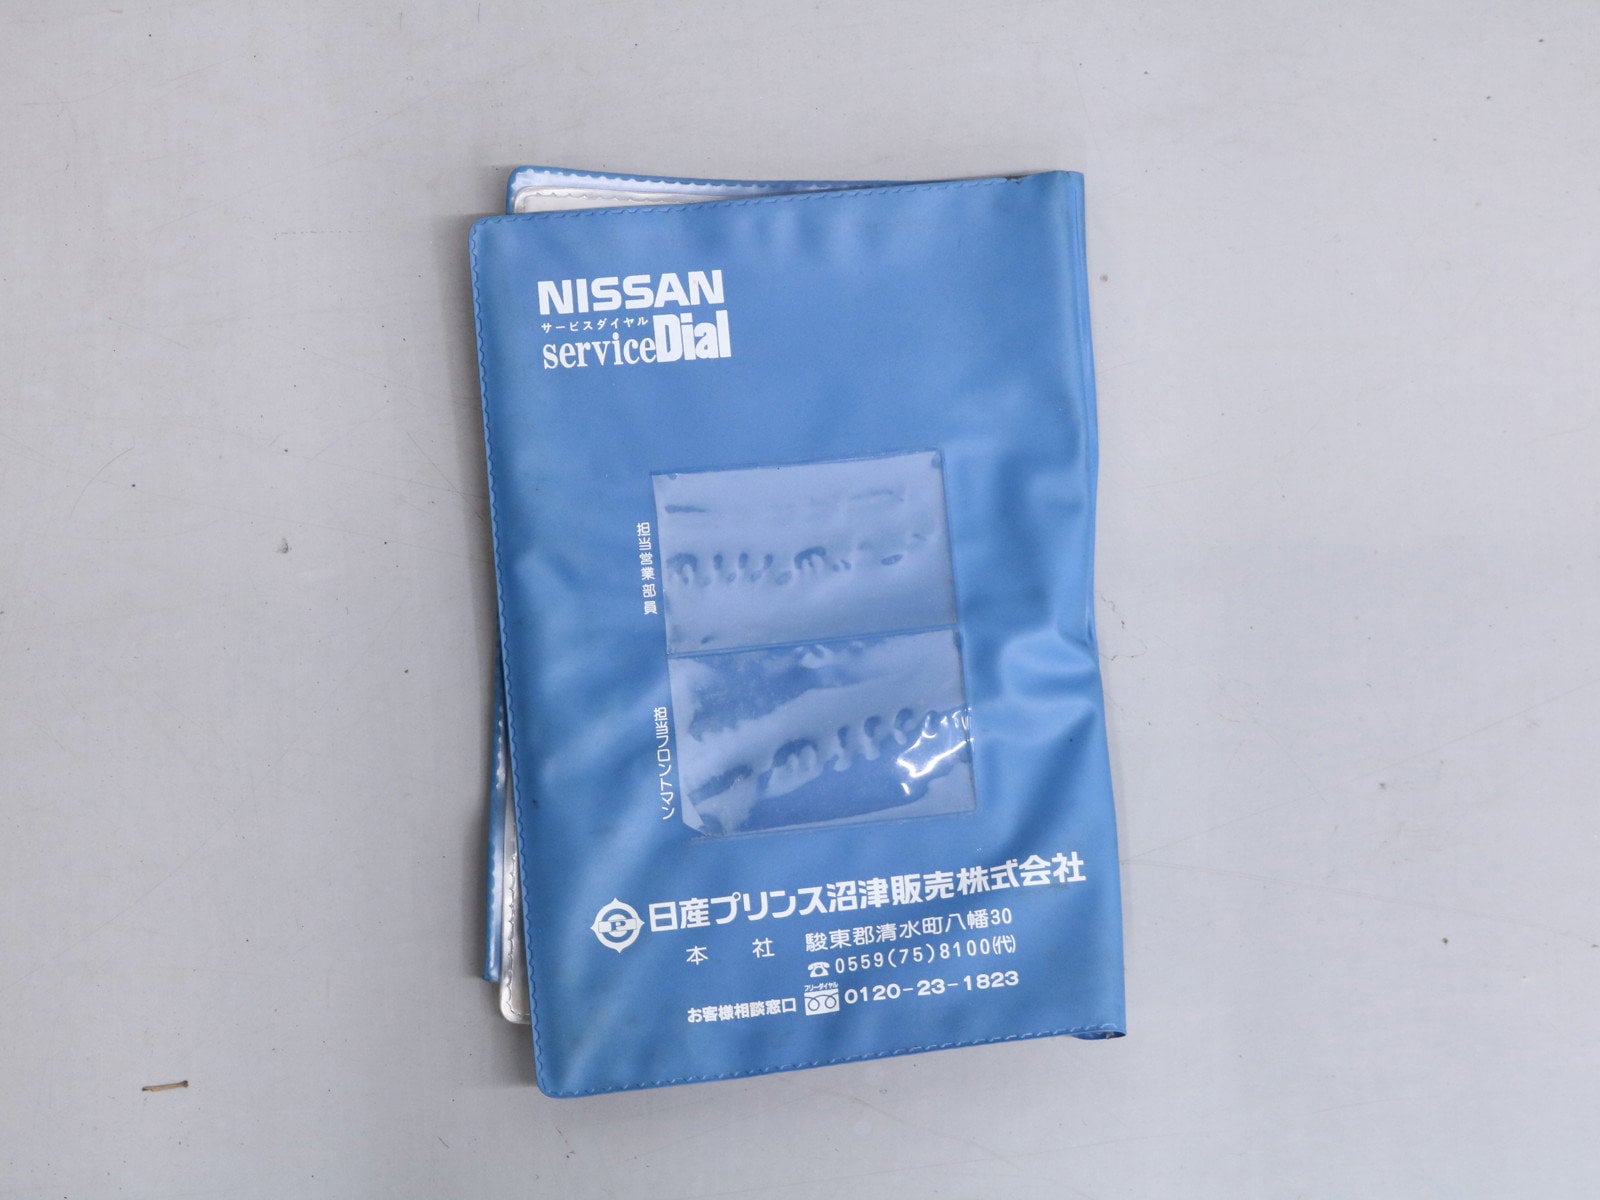 NISSAN
サービスダイヤル
serviceDial
担当営業部員
担当フロントマン
P
日産プリンス沼津販売株式会社
本社 駿東郡清水町八幡30
☎0559(75)8100(代)
フリーダイヤル
お客様相談窓口 0120-23-1823